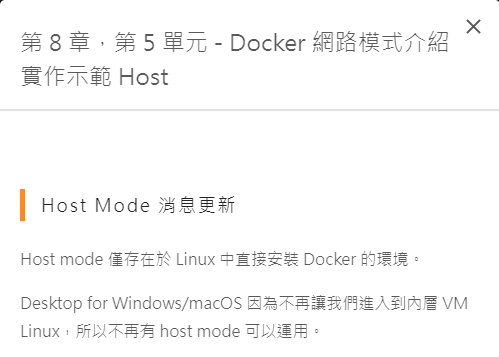 第 8 章，第 5 單元 - Docker 網路模式介紹
實作示範 Host
Host Mode 消息更新
Host mode 僅存在於 Linux 中直接安裝 Docker 的環境。
Desktop for Windows/macOS 因為不再讓我們進入到內層 VM
Linux，所以不再有 host mode 可以運用。